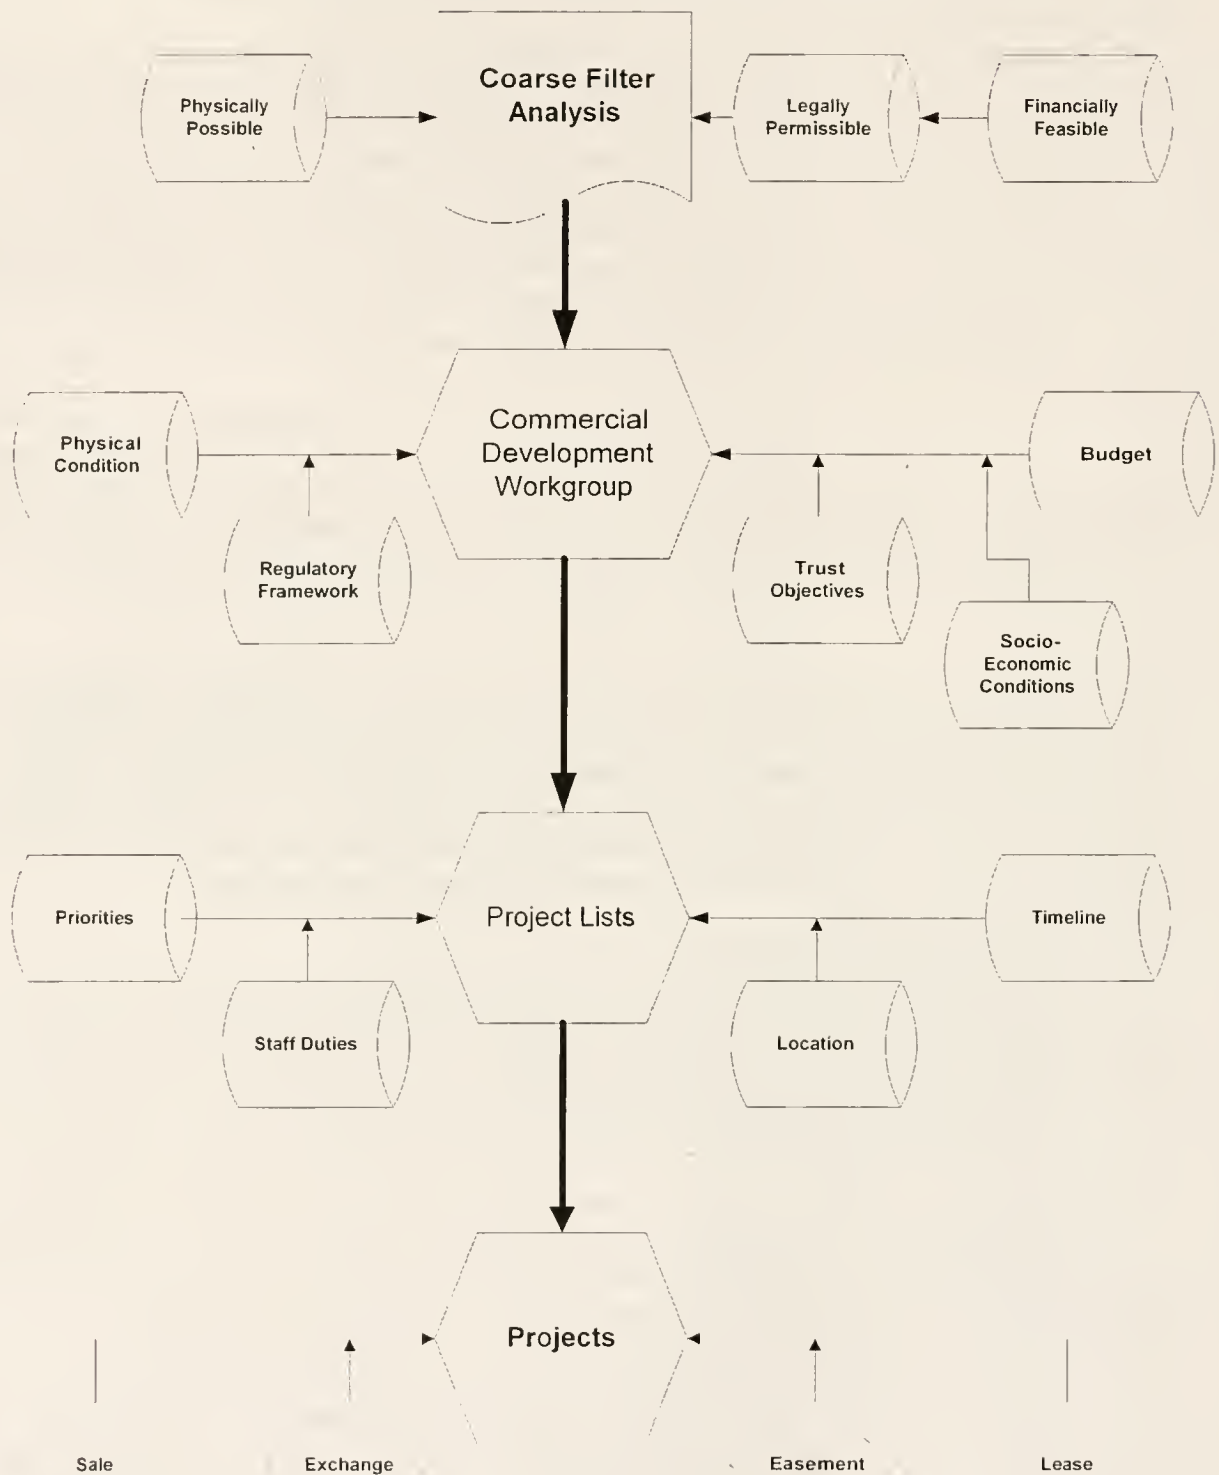 Coarse Filter
Analysis
Physically
Possible
Legally
Permissible
Financially
Feasible
Commercial
Development
Workgroup
Physical
Condition
Budget
Regulatory
Framework
Trust
Objectives
Socio-
Economic
Conditions
Priorities
Project Lists
Timeline
Staff Duties
Location
Projects
Sale
Exchange
Easement
Lease